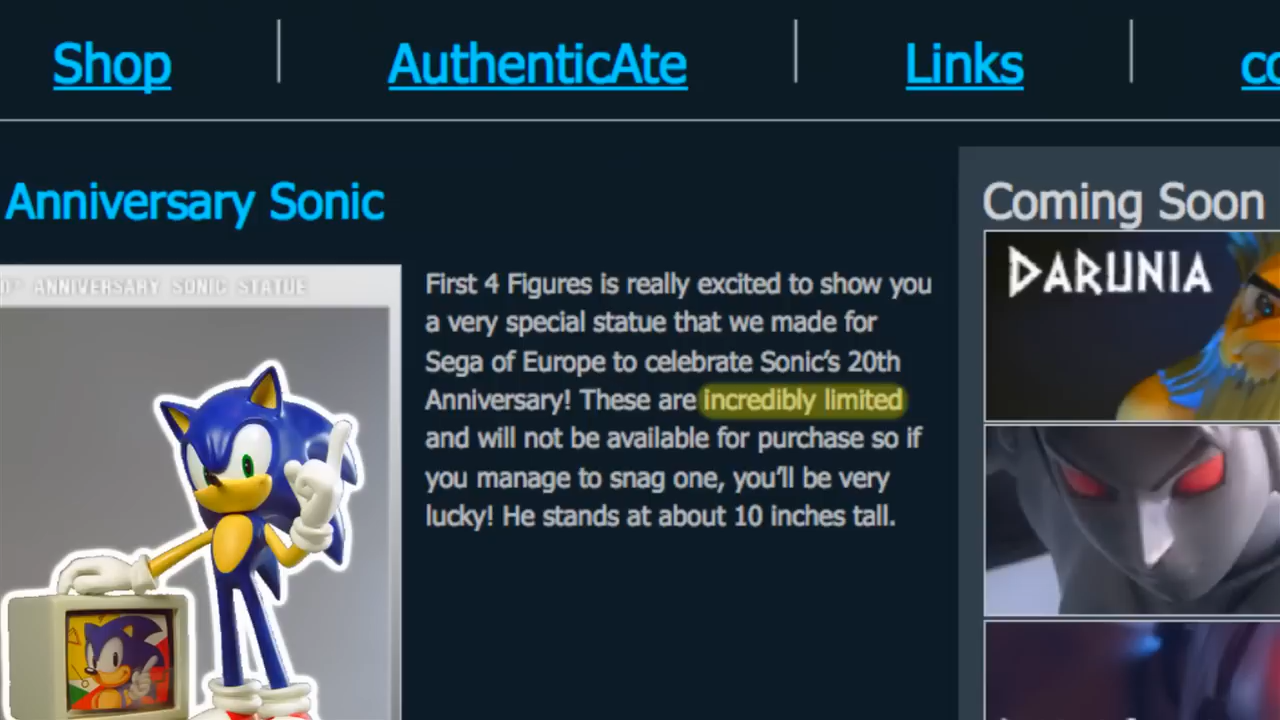 Shop
AuthenticAte
Links
Anniversary Sonic
ANNIVERSARY SONIC STATUE
First 4 Figures is really excited to show you
a very special statue that we made for
Sega of Europe to celebrate Sonic’s 20th
Anniversary! These are incredibly limited
and will not be available for purchase so if
you manage to snag one, you’ll be very
lucky! He stands at about 10 inches tall.
Coming Soon
DARUNIA